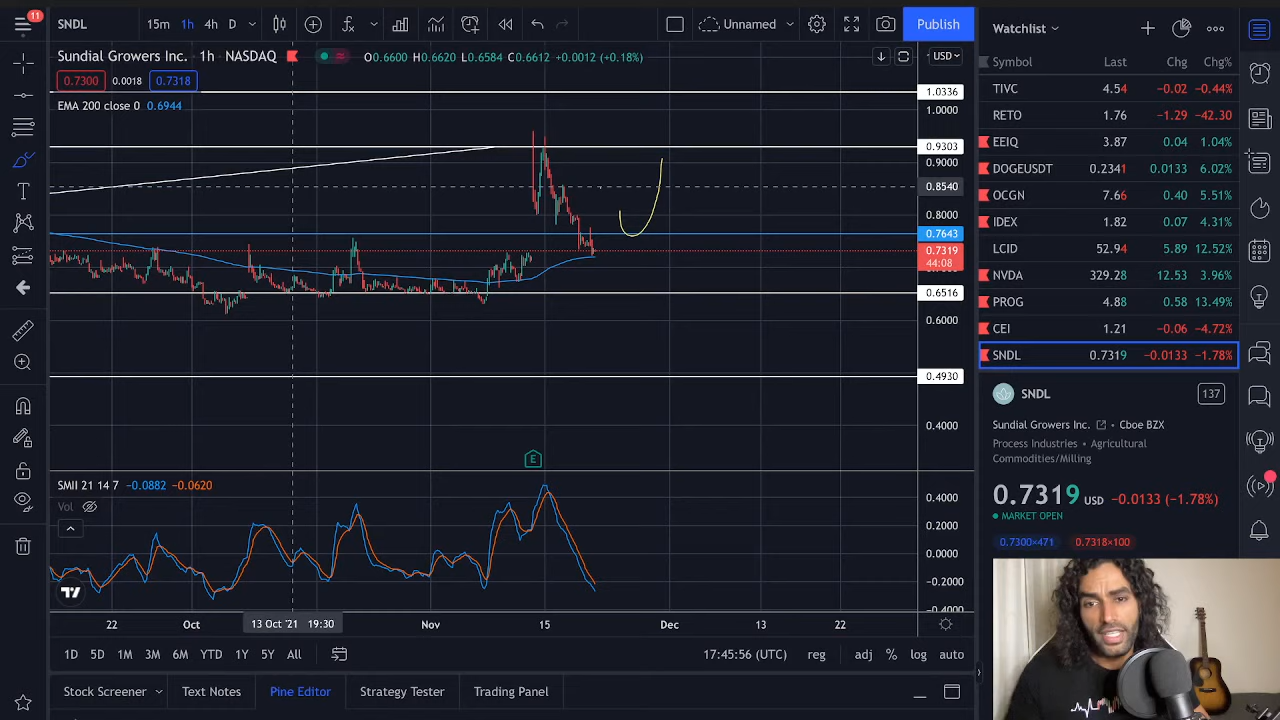 11
SNDL
15m 1h 4h D
Unnamed
Publish
Sundial Growers Inc. · 1h · NASDAQ
O0.6600 H0.6620 L0.6584 C0.6612 +0.0012 (+0.18%)
USD
0.7300 0.0018 0.7318
EMA 200 close 0 0.6944
1.0336
1.0000
0.9303
0.9000
0.8540
0.8000
0.7643
0.7319
44:08
0.6516
0.6000
0.4930
0.4000
E
SMII 21 14 7 −0.0882 −0.0620
Vol
0.4000
0.2000
0.0000
−0.2000
−0.4000
22 Oct 13 Oct '21 19:30 Nov 15 Dec 13 22
1D 5D 1M 3M 6M YTD 1Y 5Y All
17:45:56 (UTC) reg adj % log auto
Stock Screener Text Notes Pine Editor Strategy Tester Trading Panel
Watchlist
Symbol Last Chg Chg%
TIVC 4.54 −0.02 −0.44%
RETO 1.76 −1.29 −42.30
EEIQ 3.87 0.04 1.04%
DOGEUSDT 0.2341 0.0133 6.02%
OCGN 7.66 0.40 5.51%
IDEX 1.82 0.07 4.31%
LCID 52.94 5.89 12.52%
NVDA 329.28 12.53 3.96%
PROG 4.88 0.58 13.49%
CEI 1.21 −0.06 −4.72%
SNDL 0.7319 −0.0133 −1.78%
SNDL 137
Sundial Growers Inc. • Cboe BZX
Process Industries • Agricultural
Commodities/Milling
0.7319 USD −0.0133 (−1.78%)
MARKET OPEN
0.7300×471 0.7318×100